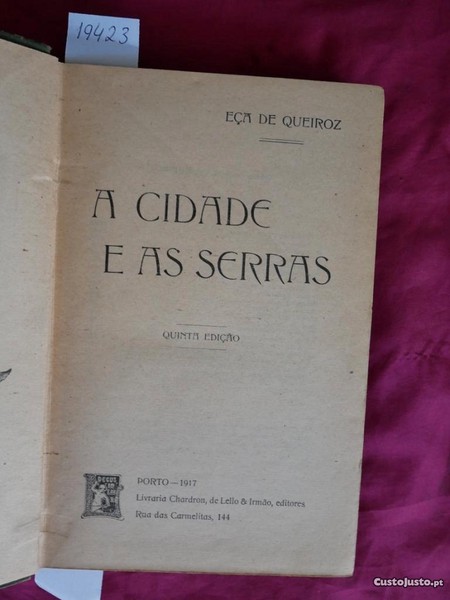 19423
EÇA DE QUEIROZ
A CIDADE
E AS SERRAS
QUINTA EDIÇÃO
PORTO—1917
Livraria Chardron, de Lello & Irmão, editores
Rua das Carmelitas, 144
CustoJusto.pt